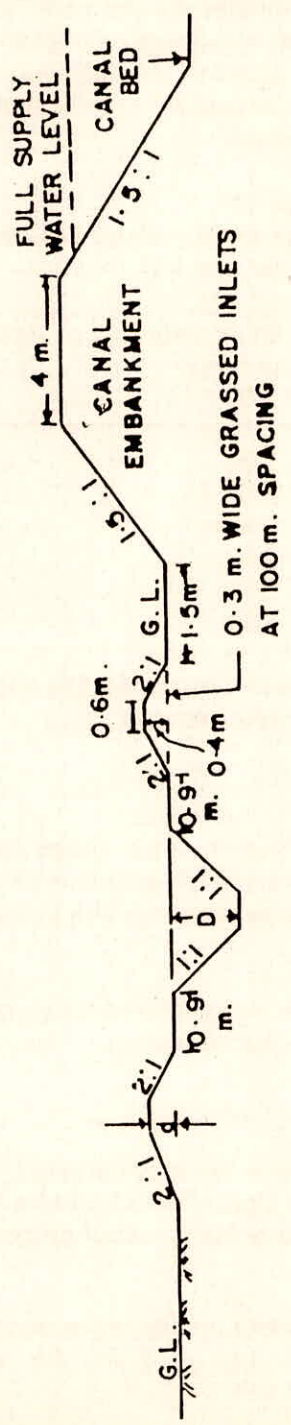 G.L.
2:1
d
2:1
0.9
m.
1:1
D
1:1
0.9
m.
2:1
0.4m
0.6m.
2:1
G.L.
1.5m
0.3 m. WIDE GRASSED INLETS
AT 100 m. SPACING
1.5:1
CANAL
EMBANKMENT
4 m.
FULL SUPPLY
WATER LEVEL
1.5:1
CANAL
BED